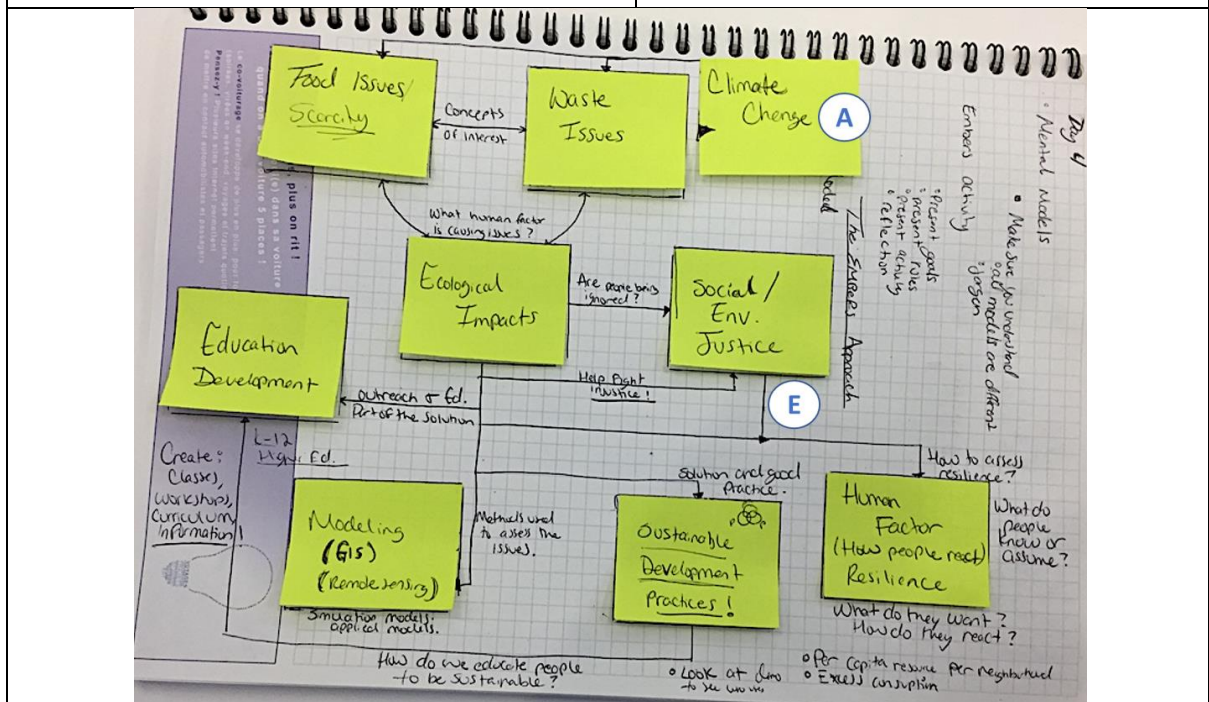 Food Issues/
Scarcity
Concepts
of interest
Waste
Issues
Climate
Change
A
Day 4
• Mental Models
• Make sure you understand
all models are different
• Jargon
Embers activity
• Present goals
• present rules
• present activity
• reflection
The EMBeRS Approach
plus on rit !
What human factor
is causing issues?
Ecological
Impacts
Are people being
ignored?
Social/
Env.
Justice
Education
Development
Help fight
injustice!
E
outreach & Ed.
Part of the solution
Create:
Classes,
workshops,
curriculum
information!
Modeling
(GIS)
(Remote sensing)
Simulation models,
applied models.
Methods used
to assess the
issues.
Solution and good
Practice.
Sustainable
Development
Practices!
How to assess
resilience?
Human
Factor
(How people react)
Resilience
What do
people
know or
assume?
What do they want?
How do they react?
How do we educate people
to be sustainable?
• Look at
to see
• Per capita resource per neighborhood
• Excess consumption